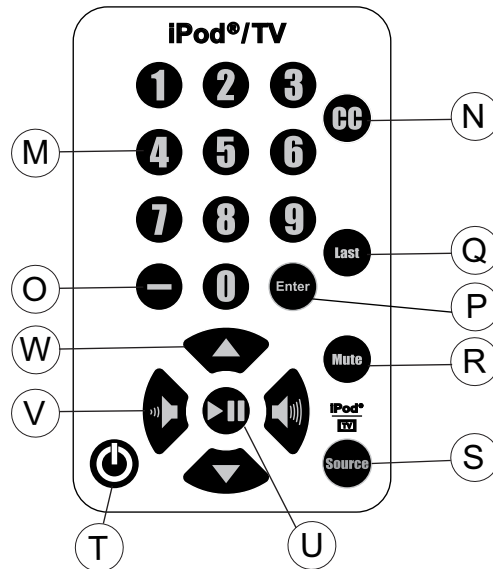 iPod®/TV
1 2 3
CC N
M 4 5 6
7 8 9
Last Q
O – 0 Enter P
W
Mute R
V
iPod®
TV
Source S
T U